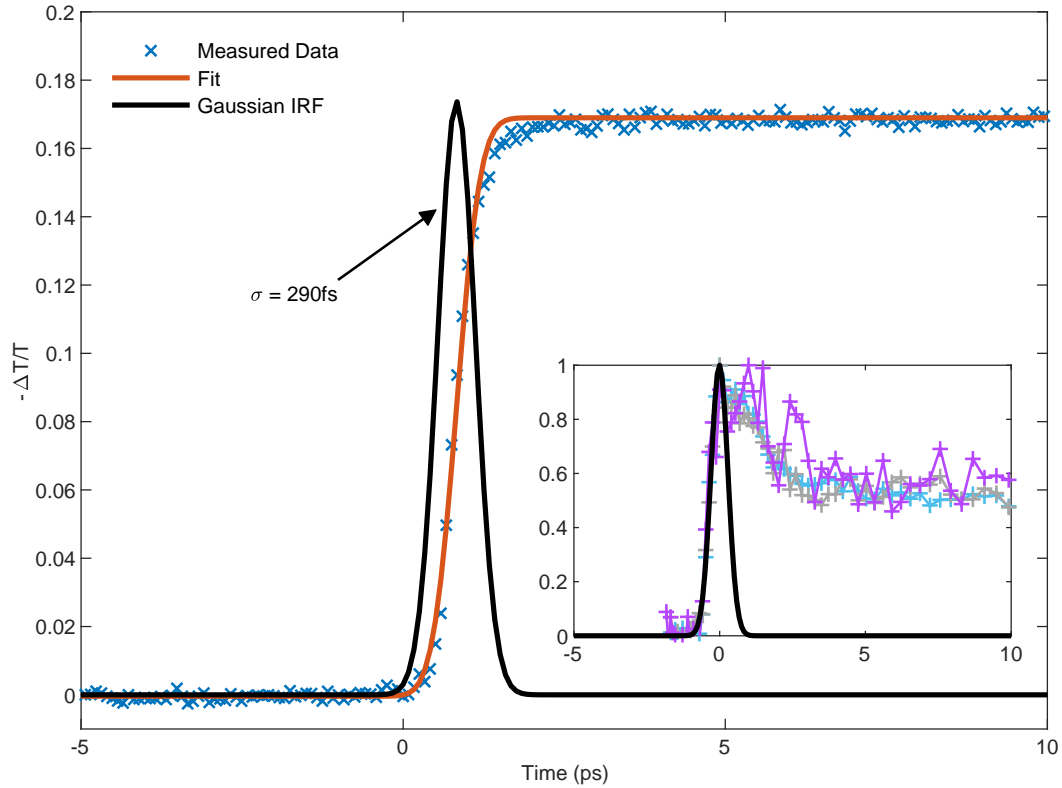 0.2
0.18
0.16
0.14
0.12
0.1
0.08
0.06
0.04
0.02
0
- ΔT/T
Measured Data
Fit
Gaussian IRF
σ = 290fs
1
0.8
0.6
0.4
0.2
0
-5 0 5 10
-5 0 5 10
Time (ps)